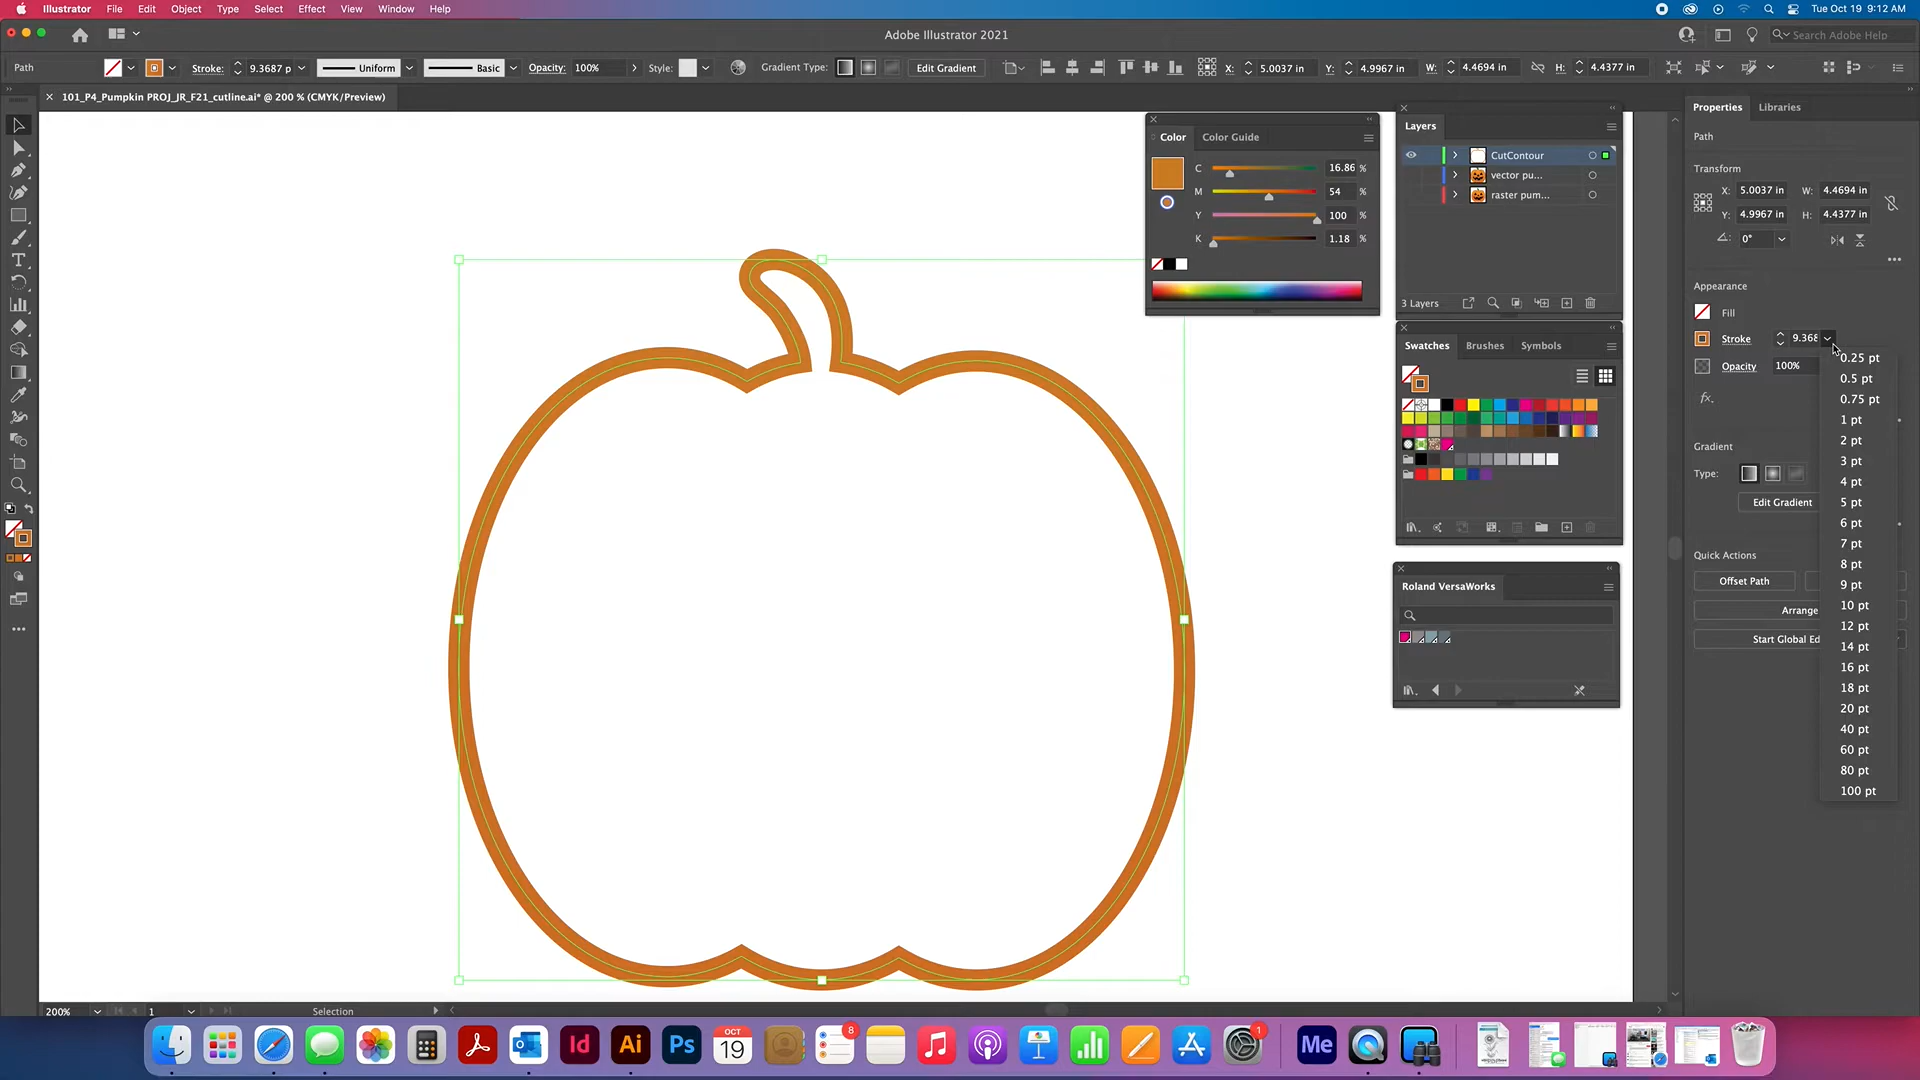 Illustrator File Edit Object Type Select Effect View Window Help Tue Oct 19 9:12 AM
Adobe Illustrator 2021
Search Adobe Help
Path Stroke: 9.3687 p Uniform Basic Opacity: 100% Style: Gradient Type: Edit Gradient X: 5.0037 in Y: 4.9967 in W: 4.4694 in H: 4.4377 in
101_P4_Pumpkin PROJ_JR_F21_cutline.ai* @ 200 % (CMYK/Preview)
Color Color Guide
C 16.86 %
M 54 %
Y 100 %
K 1.18 %
Layers
CutContour
vector pu...
raster pum...
3 Layers
Swatches Brushes Symbols
Roland VersaWorks
Properties Libraries
Path
Transform
X: 5.0037 in W: 4.4694 in
Y: 4.9967 in H: 4.4377 in
0°
Appearance
Fill
Stroke 9.368
Opacity 100%
fx.
Gradient
Type:
Edit Gradient
Quick Actions
Offset Path
Arrange
Start Global Ed
0.25 pt
0.5 pt
0.75 pt
1 pt
2 pt
3 pt
4 pt
5 pt
6 pt
7 pt
8 pt
9 pt
10 pt
12 pt
14 pt
16 pt
18 pt
20 pt
40 pt
60 pt
80 pt
100 pt
200% 1 Selection
OCT
19
8
1
Id
Ai
Ps
Me